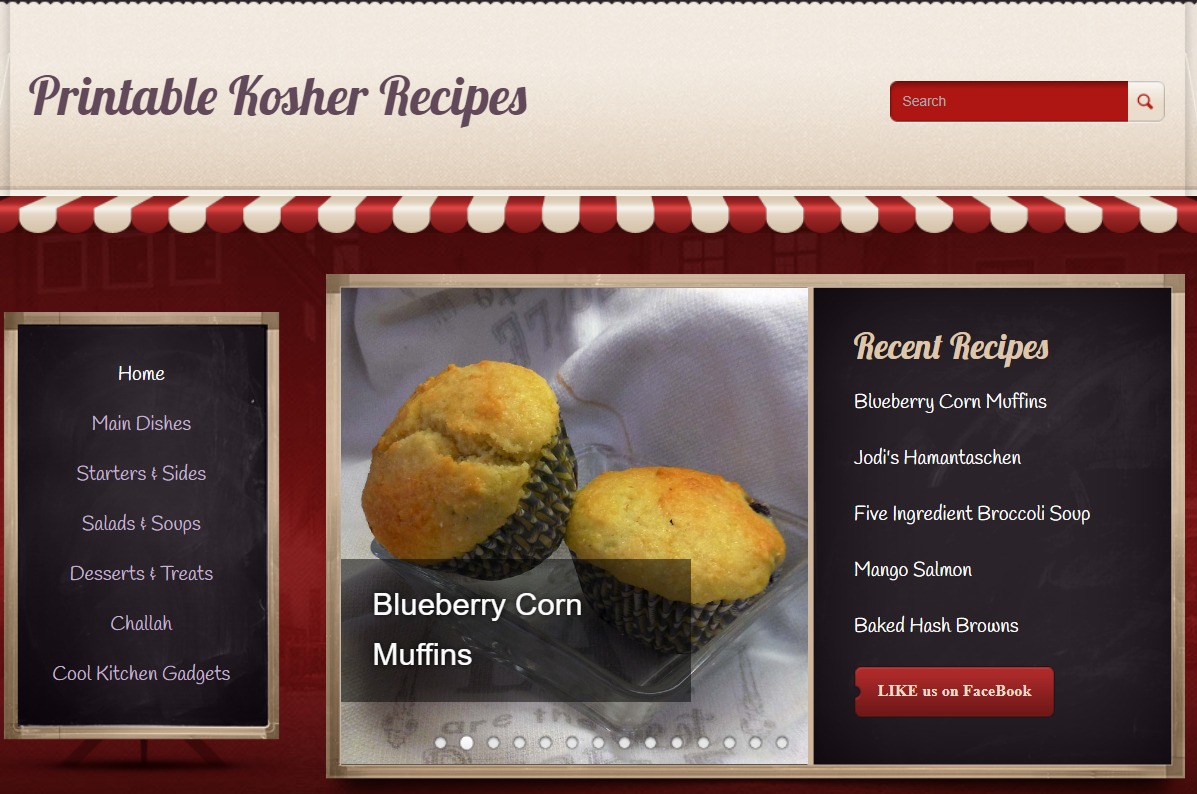 Printable Kosher Recipes
Search
Home
Main Dishes
Starters & Sides
Salads & Soups
Desserts & Treats
Challah
Cool Kitchen Gadgets
Blueberry Corn
Muffins
are the
Recent Recipes
Blueberry Corn Muffins
Jodi's Hamantaschen
Five Ingredient Broccoli Soup
Mango Salmon
Baked Hash Browns
LIKE us on FaceBook